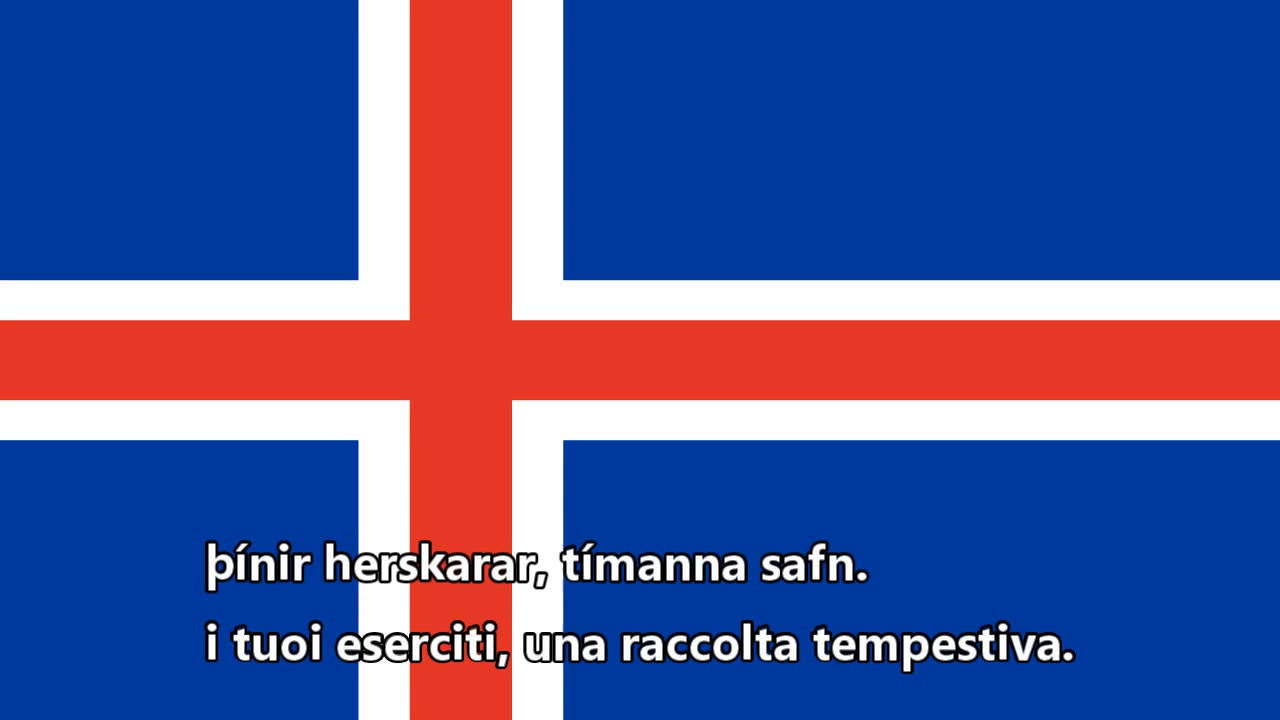 þínir herskarar, tímanna safn.
i tuoi eserciti, una raccolta tempestiva.